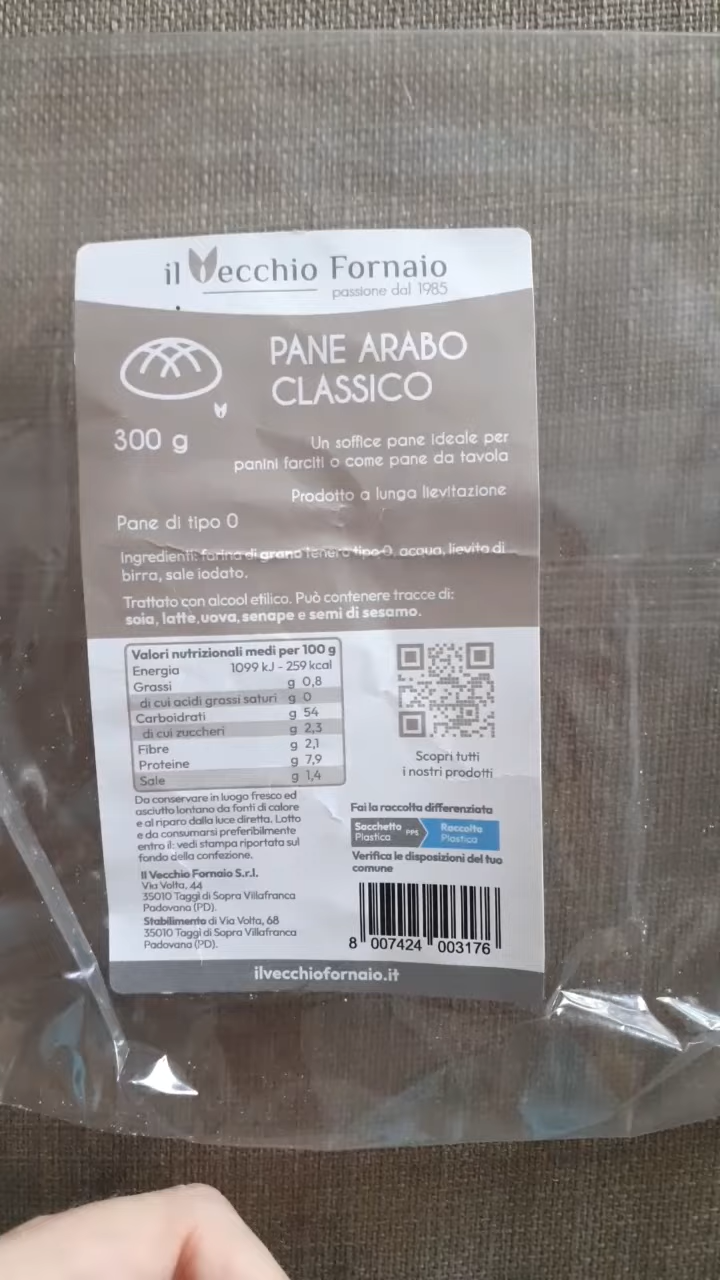 il Vecchio Fornaio
passione dal 1985
PANE ARABO
CLASSICO
300 g
Un soffice pane ideale per
panini farciti o come pane da tavola
Prodotto a lunga lievitazione
Pane di tipo 0
Ingredienti: farina di grano tenero tipo 0, acqua, lievito di
birra, sale iodato.
Trattato con alcool etilico. Può contenere tracce di:
soia, latte, uova, senape e semi di sesamo.
Valori nutrizionali medi per 100 g
Energia 1099 kJ - 259 kcal
Grassi g 0,8
di cui acidi grassi saturi g 0
Carboidrati g 54
di cui zuccheri g 2,3
Fibre g 2,1
Proteine g 7,9
Sale g 1,4
Scopri tutti
i nostri prodotti
Da conservare in luogo fresco ed
asciutto lontano da fonti di calore
e al riparo dalla luce diretta. Lotto
e da consumarsi preferibilmente
entro il: vedi stampa riportata sul
fondo della confezione.
Il Vecchio Fornaio S.r.l.
Via Volta, 44
35010 Taggì di Sopra Villafranca
Padovana (PD).
Stabilimento di Via Volta, 68
35010 Taggì di Sopra Villafranca
Padovana (PD).
Fai la raccolta differenziata
Sacchetto PP5 Raccolta
Plastica Plastica
Verifica le disposizioni del tuo
comune
8 007424 003176
ilvecchiofornaio.it